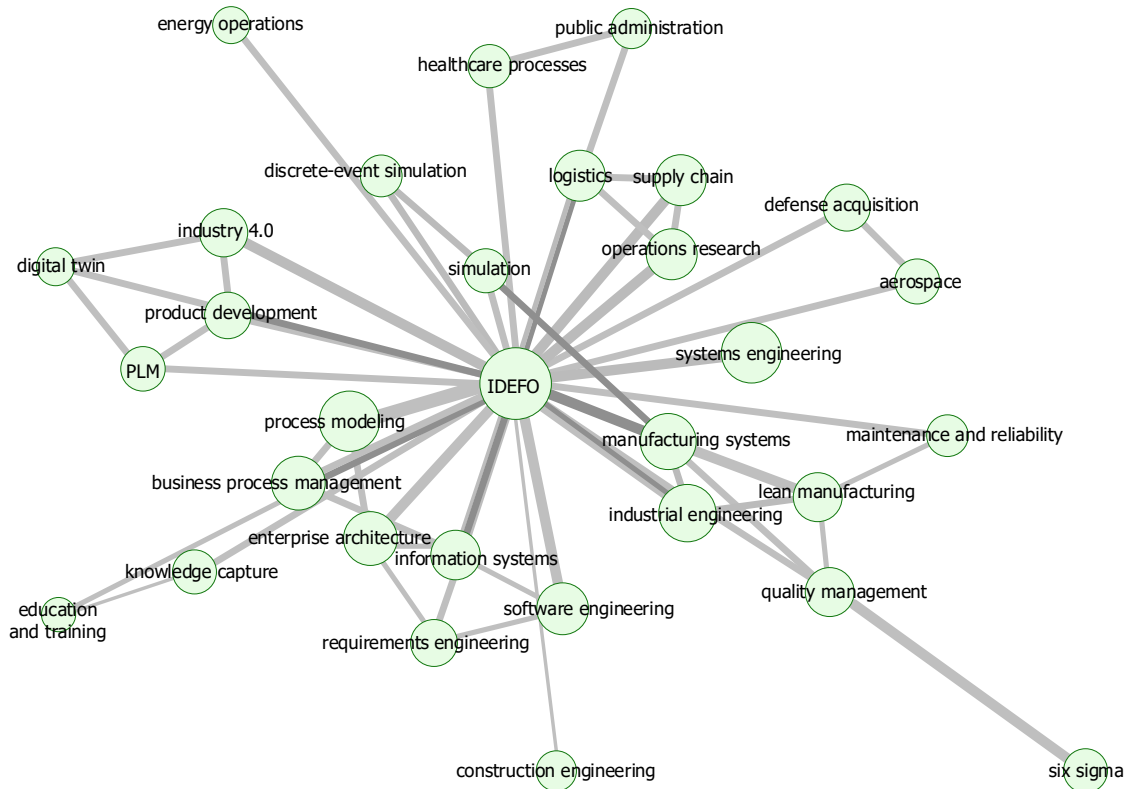 energy operations
public administration
healthcare processes
discrete-event simulation
logistics
supply chain
defense acquisition
industry 4.0
operations research
digital twin
simulation
aerospace
product development
systems engineering
PLM
IDEFO
process modeling
manufacturing systems
maintenance and reliability
business process management
lean manufacturing
industrial engineering
enterprise architecture
information systems
knowledge capture
quality management
education
and training
software engineering
requirements engineering
construction engineering
six sigma